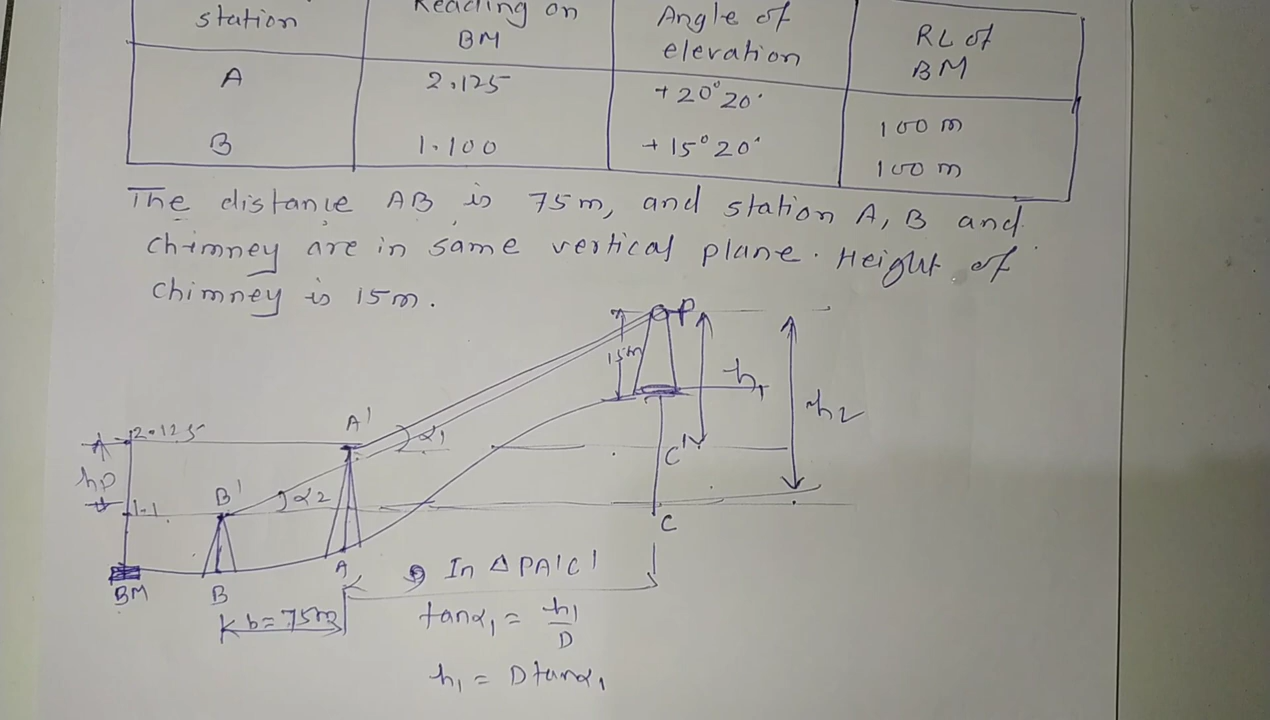 station Reading on BM Angle of elevation RL of BM
A 2.125 +20°20' 100 m
B 1.100 +15°20' 100 m
The distance AB is 75m, and station A, B and
chimney are in same vertical plane. Height of
chimney is 15m.
P
15m
h1
h2
A'
2.125
α1
C'
hD
B'
α2
1.1
C
BM
B
A
In Δ PA'C'
b=75m
tanα1 = h1/D
h1 = D tanα1